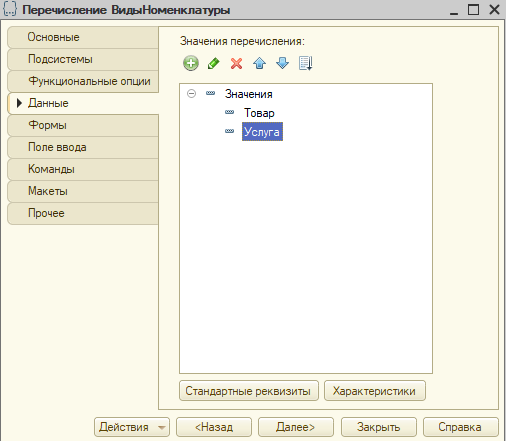 Перечисление ВидыНоменклатуры
Основные
Подсистемы
Функциональные опции
Данные
Формы
Поле ввода
Команды
Макеты
Прочее
Значения перечисления:
Значения
Товар
Услуга
Стандартные реквизиты
Характеристики
Действия
<Назад
Далее>
Закрыть
Справка